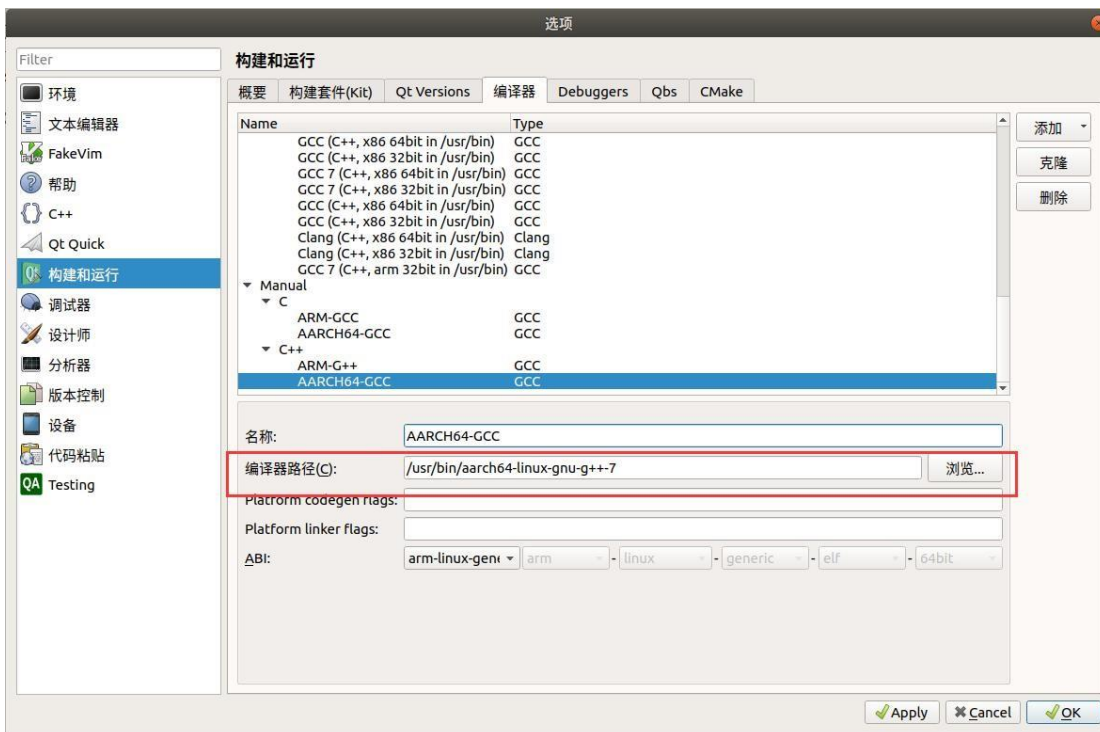 选项
Filter
环境
文本编辑器
FakeVim
帮助
C++
Qt Quick
构建和运行
调试器
设计师
分析器
版本控制
设备
代码粘贴
Testing
构建和运行
概要 构建套件(Kit) Qt Versions 编译器 Debuggers Qbs CMake
Name Type
GCC (C++, x86 64bit in /usr/bin) GCC
GCC (C++, x86 32bit in /usr/bin) GCC
GCC 7 (C++, x86 64bit in /usr/bin) GCC
GCC 7 (C++, x86 32bit in /usr/bin) GCC
GCC (C++, x86 64bit in /usr/bin) GCC
GCC (C++, x86 32bit in /usr/bin) GCC
Clang (C++, x86 64bit in /usr/bin) Clang
Clang (C++, x86 32bit in /usr/bin) Clang
GCC 7 (C++, arm 32bit in /usr/bin) GCC
Manual
C
ARM-GCC GCC
AARCH64-GCC GCC
C++
ARM-G++ GCC
AARCH64-GCC GCC
添加
克隆
删除
名称: AARCH64-GCC
编译器路径(C): /usr/bin/aarch64-linux-gnu-g++-7 浏览...
Platform codegen flags:
Platform linker flags:
ABI: arm-linux-gene arm - linux - generic - elf - 64bit
Apply Cancel OK